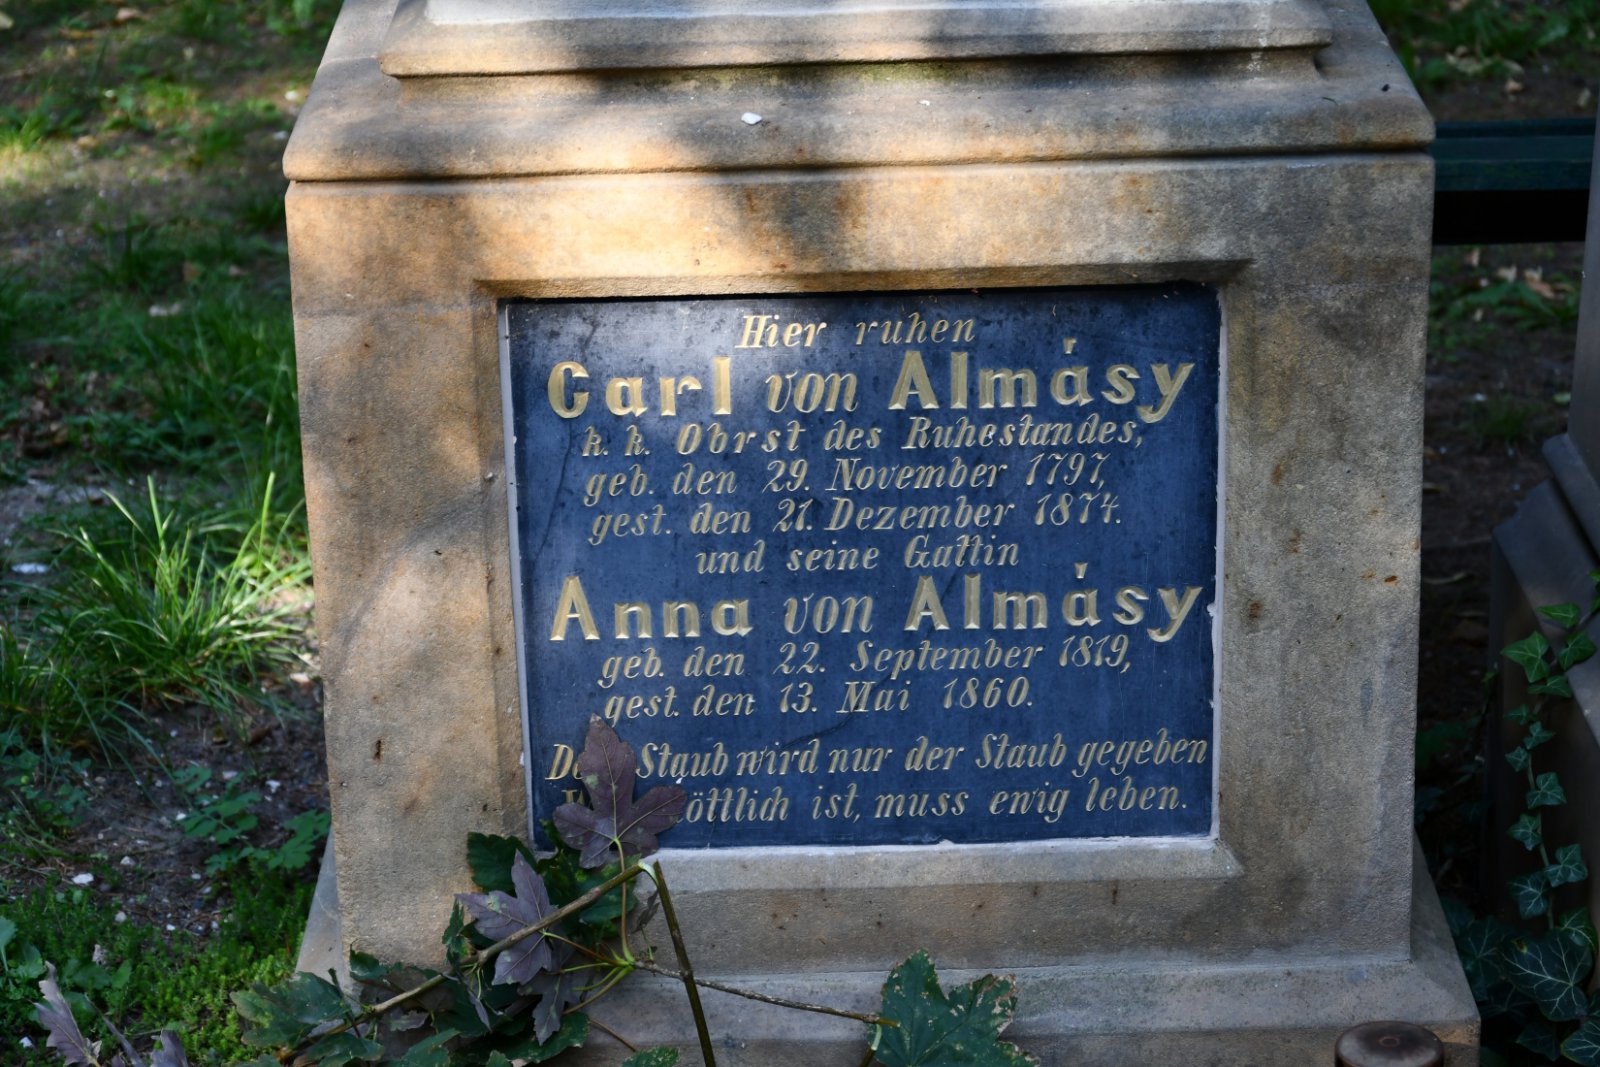 Hier ruhen
Carl von Almásy
k. k. Obrst des Ruhestandes,
geb. den 29. November 1797,
gest. den 21. Dezember 1874.
und seine Gattin
Anna von Almásy
geb. den 22. September 1819,
gest. den 13. Mai 1860.
Staub wird nur der Staub gegeben
ist, muss ewig leben.